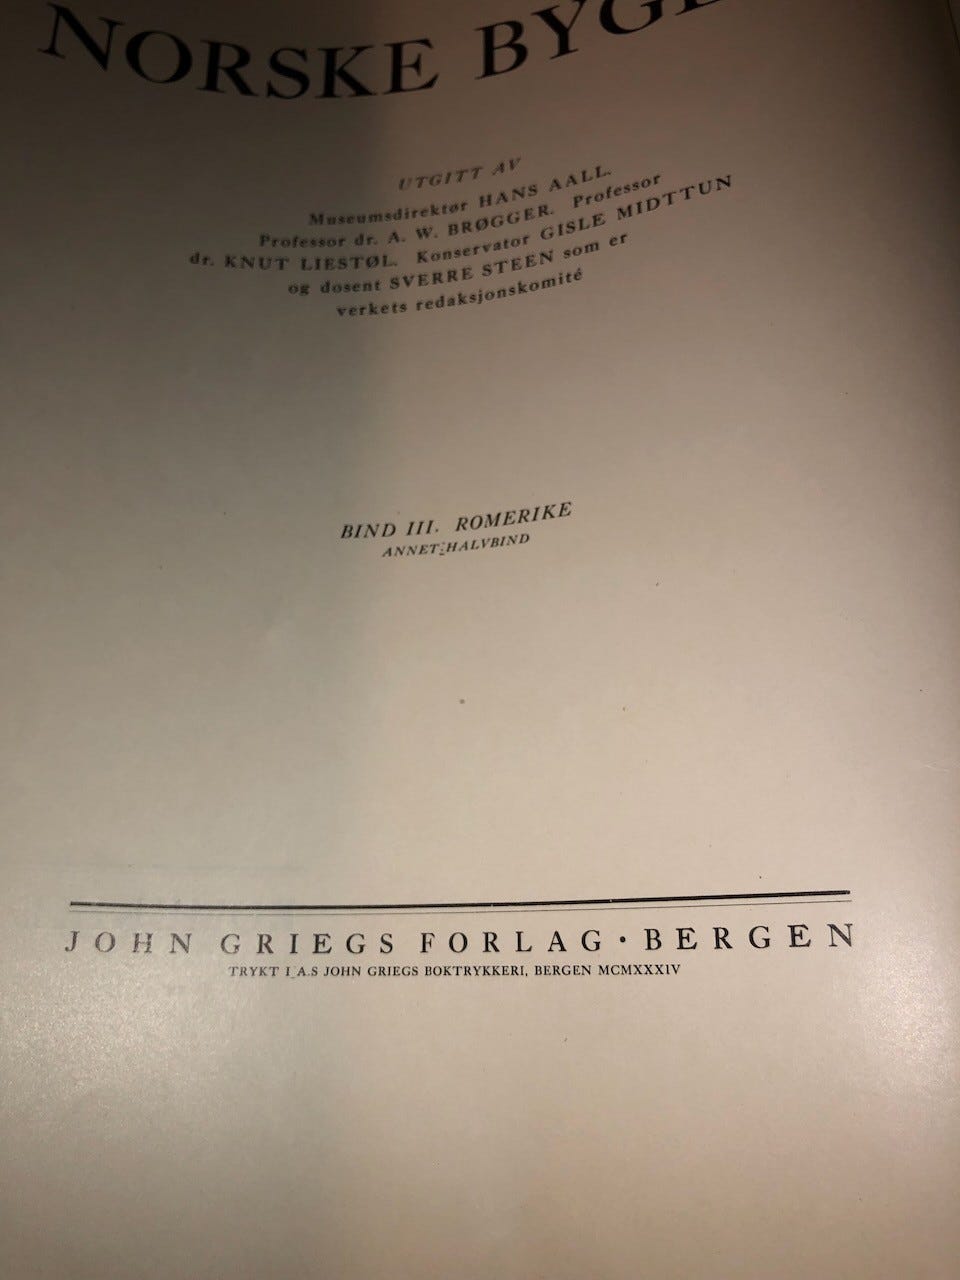 NORSKE BYG
UTGITT AV
Museumsdirektør HANS AALL.
Professor dr. A. W. BRØGGER. Professor
dr. KNUT LIESTØL. Konservator GISLE MIDTTUN
og dosent SVERRE STEEN som er
verkets redaksjonskomité
BIND III. ROMERIKE
ANNET HALVBIND
JOHN GRIEGS FORLAG · BERGEN
TRYKT I A.S JOHN GRIEGS BOKTRYKKERI, BERGEN MCMXXXIV